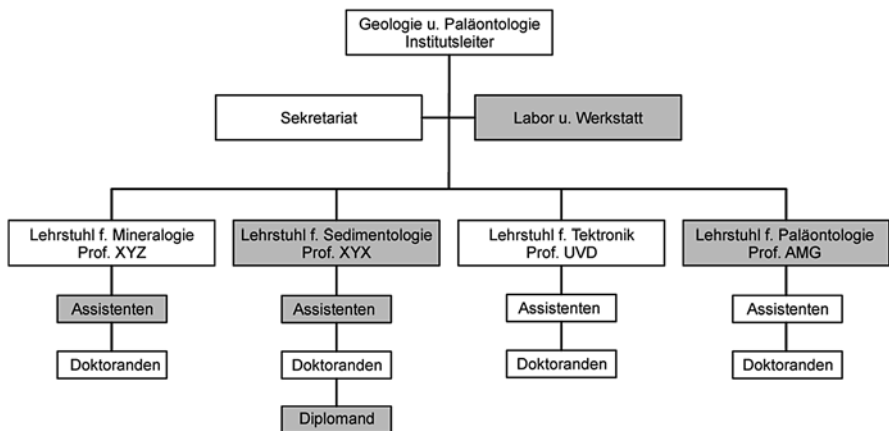 Geologie u. Paläontologie
Institutsleiter
Sekretariat
Labor u. Werkstatt
Lehrstuhl f. Mineralogie
Prof. XYZ
Lehrstuhl f. Sedimentologie
Prof. XYX
Lehrstuhl f. Tektronik
Prof. UVD
Lehrstuhl f. Paläontologie
Prof. AMG
Assistenten
Assistenten
Assistenten
Assistenten
Doktoranden
Doktoranden
Doktoranden
Doktoranden
Diplomand